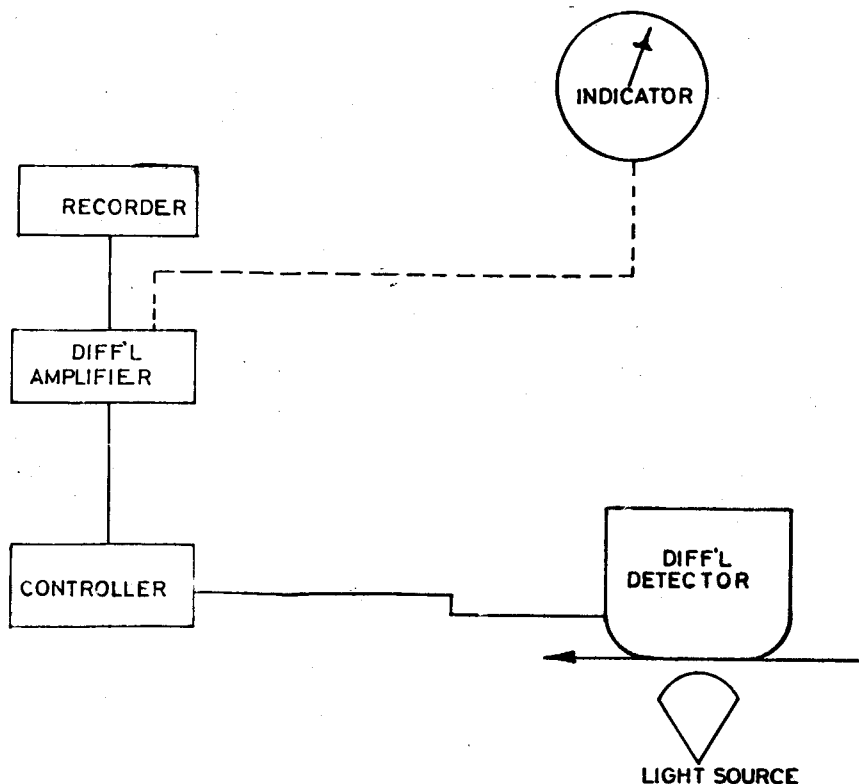 INDICATOR
RECORDER
DIFF'L
AMPLIFIER
CONTROLLER
DIFF'L
DETECTOR
LIGHT SOURCE